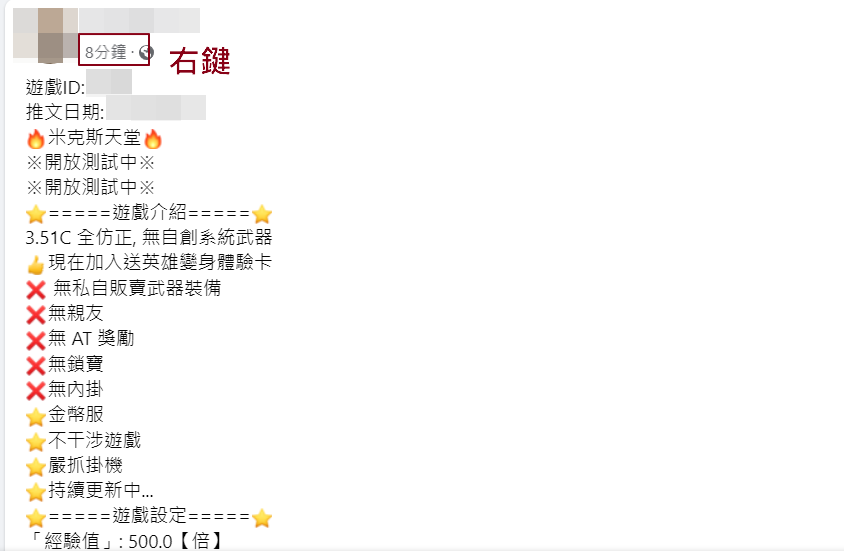 8分鐘 ·
右鍵
遊戲ID:
推文日期:
🔥米克斯天堂🔥
※開放測試中※
※開放測試中※
⭐=====遊戲介紹=====⭐
3.51C 全仿正, 無自創系統武器
👍現在加入送英雄變身體驗卡
❌ 無私自販賣武器裝備
❌無親友
❌無 AT 獎勵
❌無鎖寶
❌無內掛
⭐金幣服
⭐不干涉遊戲
⭐嚴抓掛機
⭐持續更新中...
⭐=====遊戲設定=====⭐
「經驗值」: 500.0【倍】